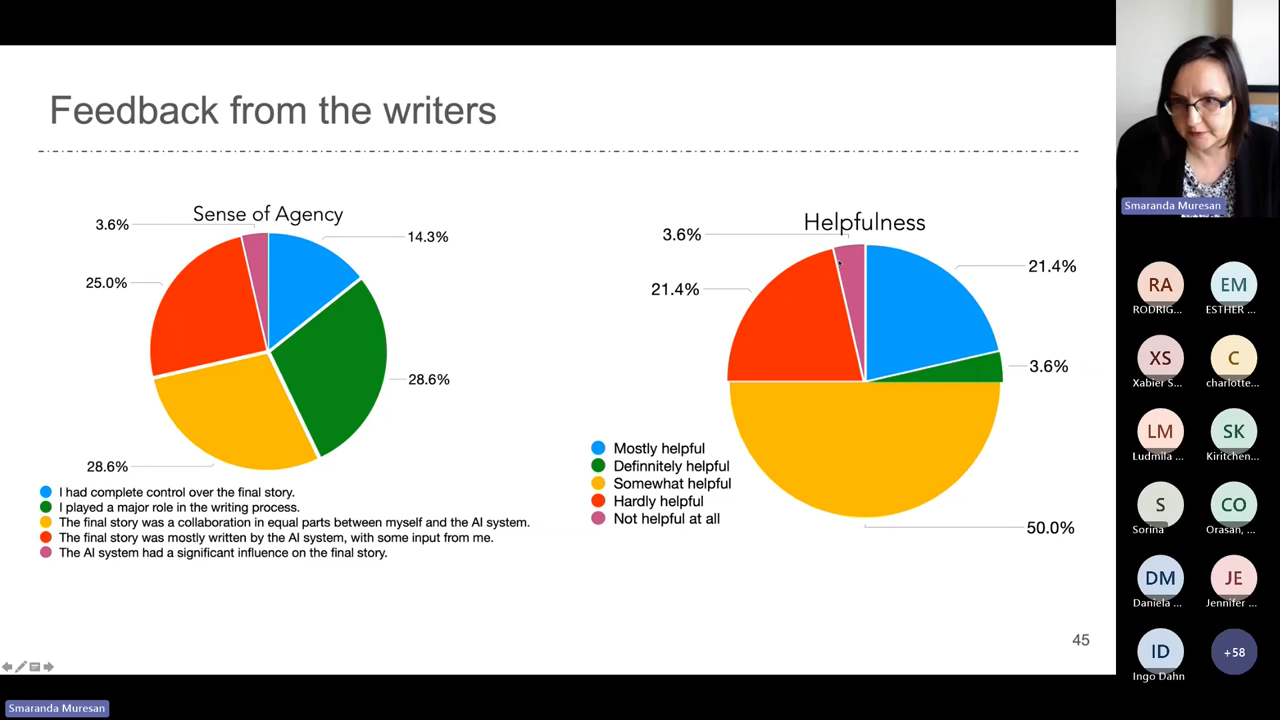 Feedback from the writers
Sense of Agency
3.6%
14.3%
25.0%
28.6%
28.6%
I had complete control over the final story.
I played a major role in the writing process.
The final story was a collaboration in equal parts between myself and the AI system.
The final story was mostly written by the AI system, with some input from me.
The AI system had a significant influence on the final story.
Helpfulness
3.6%
21.4%
21.4%
3.6%
50.0%
Mostly helpful
Definnitely helpful
Somewhat helpful
Hardly helpful
Not helpful at all
45
Smaranda Muresan
RA
EM
RODRIG...
ESTHER ...
XS
C
Xabier S...
charlotte...
LM
SK
Ludmila ...
Kiritchen...
S
CO
Sorina
Orasan, ...
DM
JE
Daniela ...
Jennifer ...
ID
+58
Ingo Dahn
Smaranda Muresan